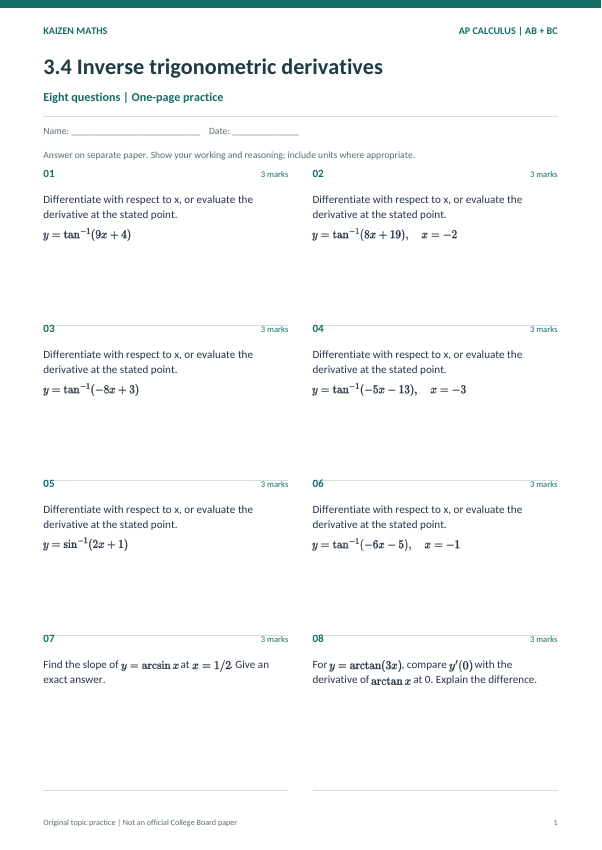 KAIZEN MATHS
AP CALCULUS | AB + BC
3.4 Inverse trigonometric derivatives
Eight questions | One-page practice
Name: ___________________________ Date: ______________
Answer on separate paper. Show your working and reasoning; include units where appropriate.
01 3 marks
Differentiate with respect to x, or evaluate the
derivative at the stated point.
y = tan⁻¹(9x + 4)
02 3 marks
Differentiate with respect to x, or evaluate the
derivative at the stated point.
y = tan⁻¹(8x + 19), x = −2
03 3 marks
Differentiate with respect to x, or evaluate the
derivative at the stated point.
y = tan⁻¹(−8x + 3)
04 3 marks
Differentiate with respect to x, or evaluate the
derivative at the stated point.
y = tan⁻¹(−5x − 13), x = −3
05 3 marks
Differentiate with respect to x, or evaluate the
derivative at the stated point.
y = sin⁻¹(2x + 1)
06 3 marks
Differentiate with respect to x, or evaluate the
derivative at the stated point.
y = tan⁻¹(−6x − 5), x = −1
07 3 marks
Find the slope of y = arcsin x at x = 1/2. Give an
exact answer.
08 3 marks
For y = arctan(3x), compare y′(0) with the
derivative of arctan x at 0. Explain the difference.
Original topic practice | Not an official College Board paper
1